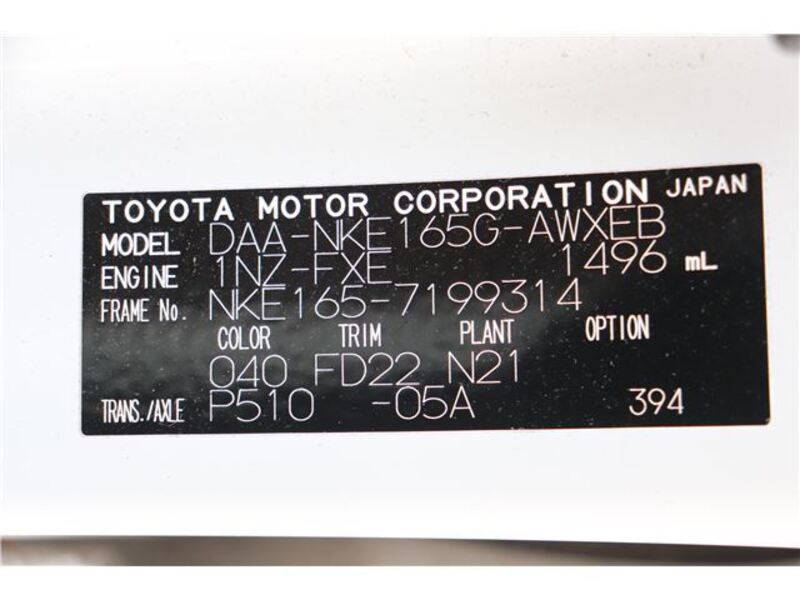 TOYOTA MOTOR CORPORATION JAPAN
MODEL DAA-NKE165G-AWXEB
ENGINE 1NZ-FXE 1496 mL
FRAME No. NKE165-7199314
COLOR TRIM PLANT OPTION
040 FD22 N21
TRANS./AXLE P510 -05A 394